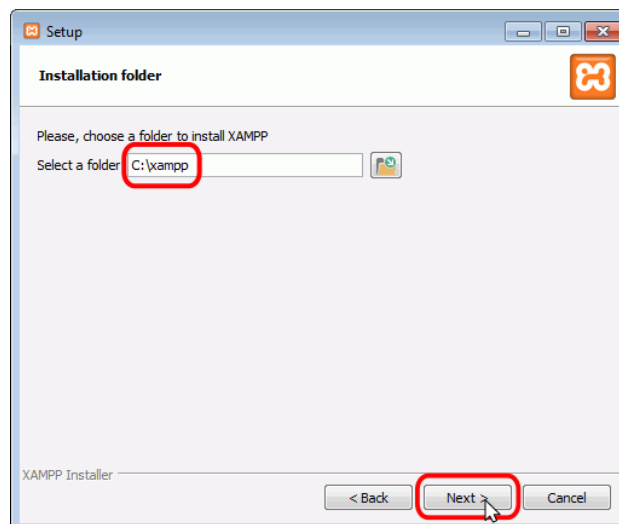 Setup
Installation folder
Please, choose a folder to install XAMPP
Select a folder C:\xampp
XAMPP Installer
< Back Next > Cancel